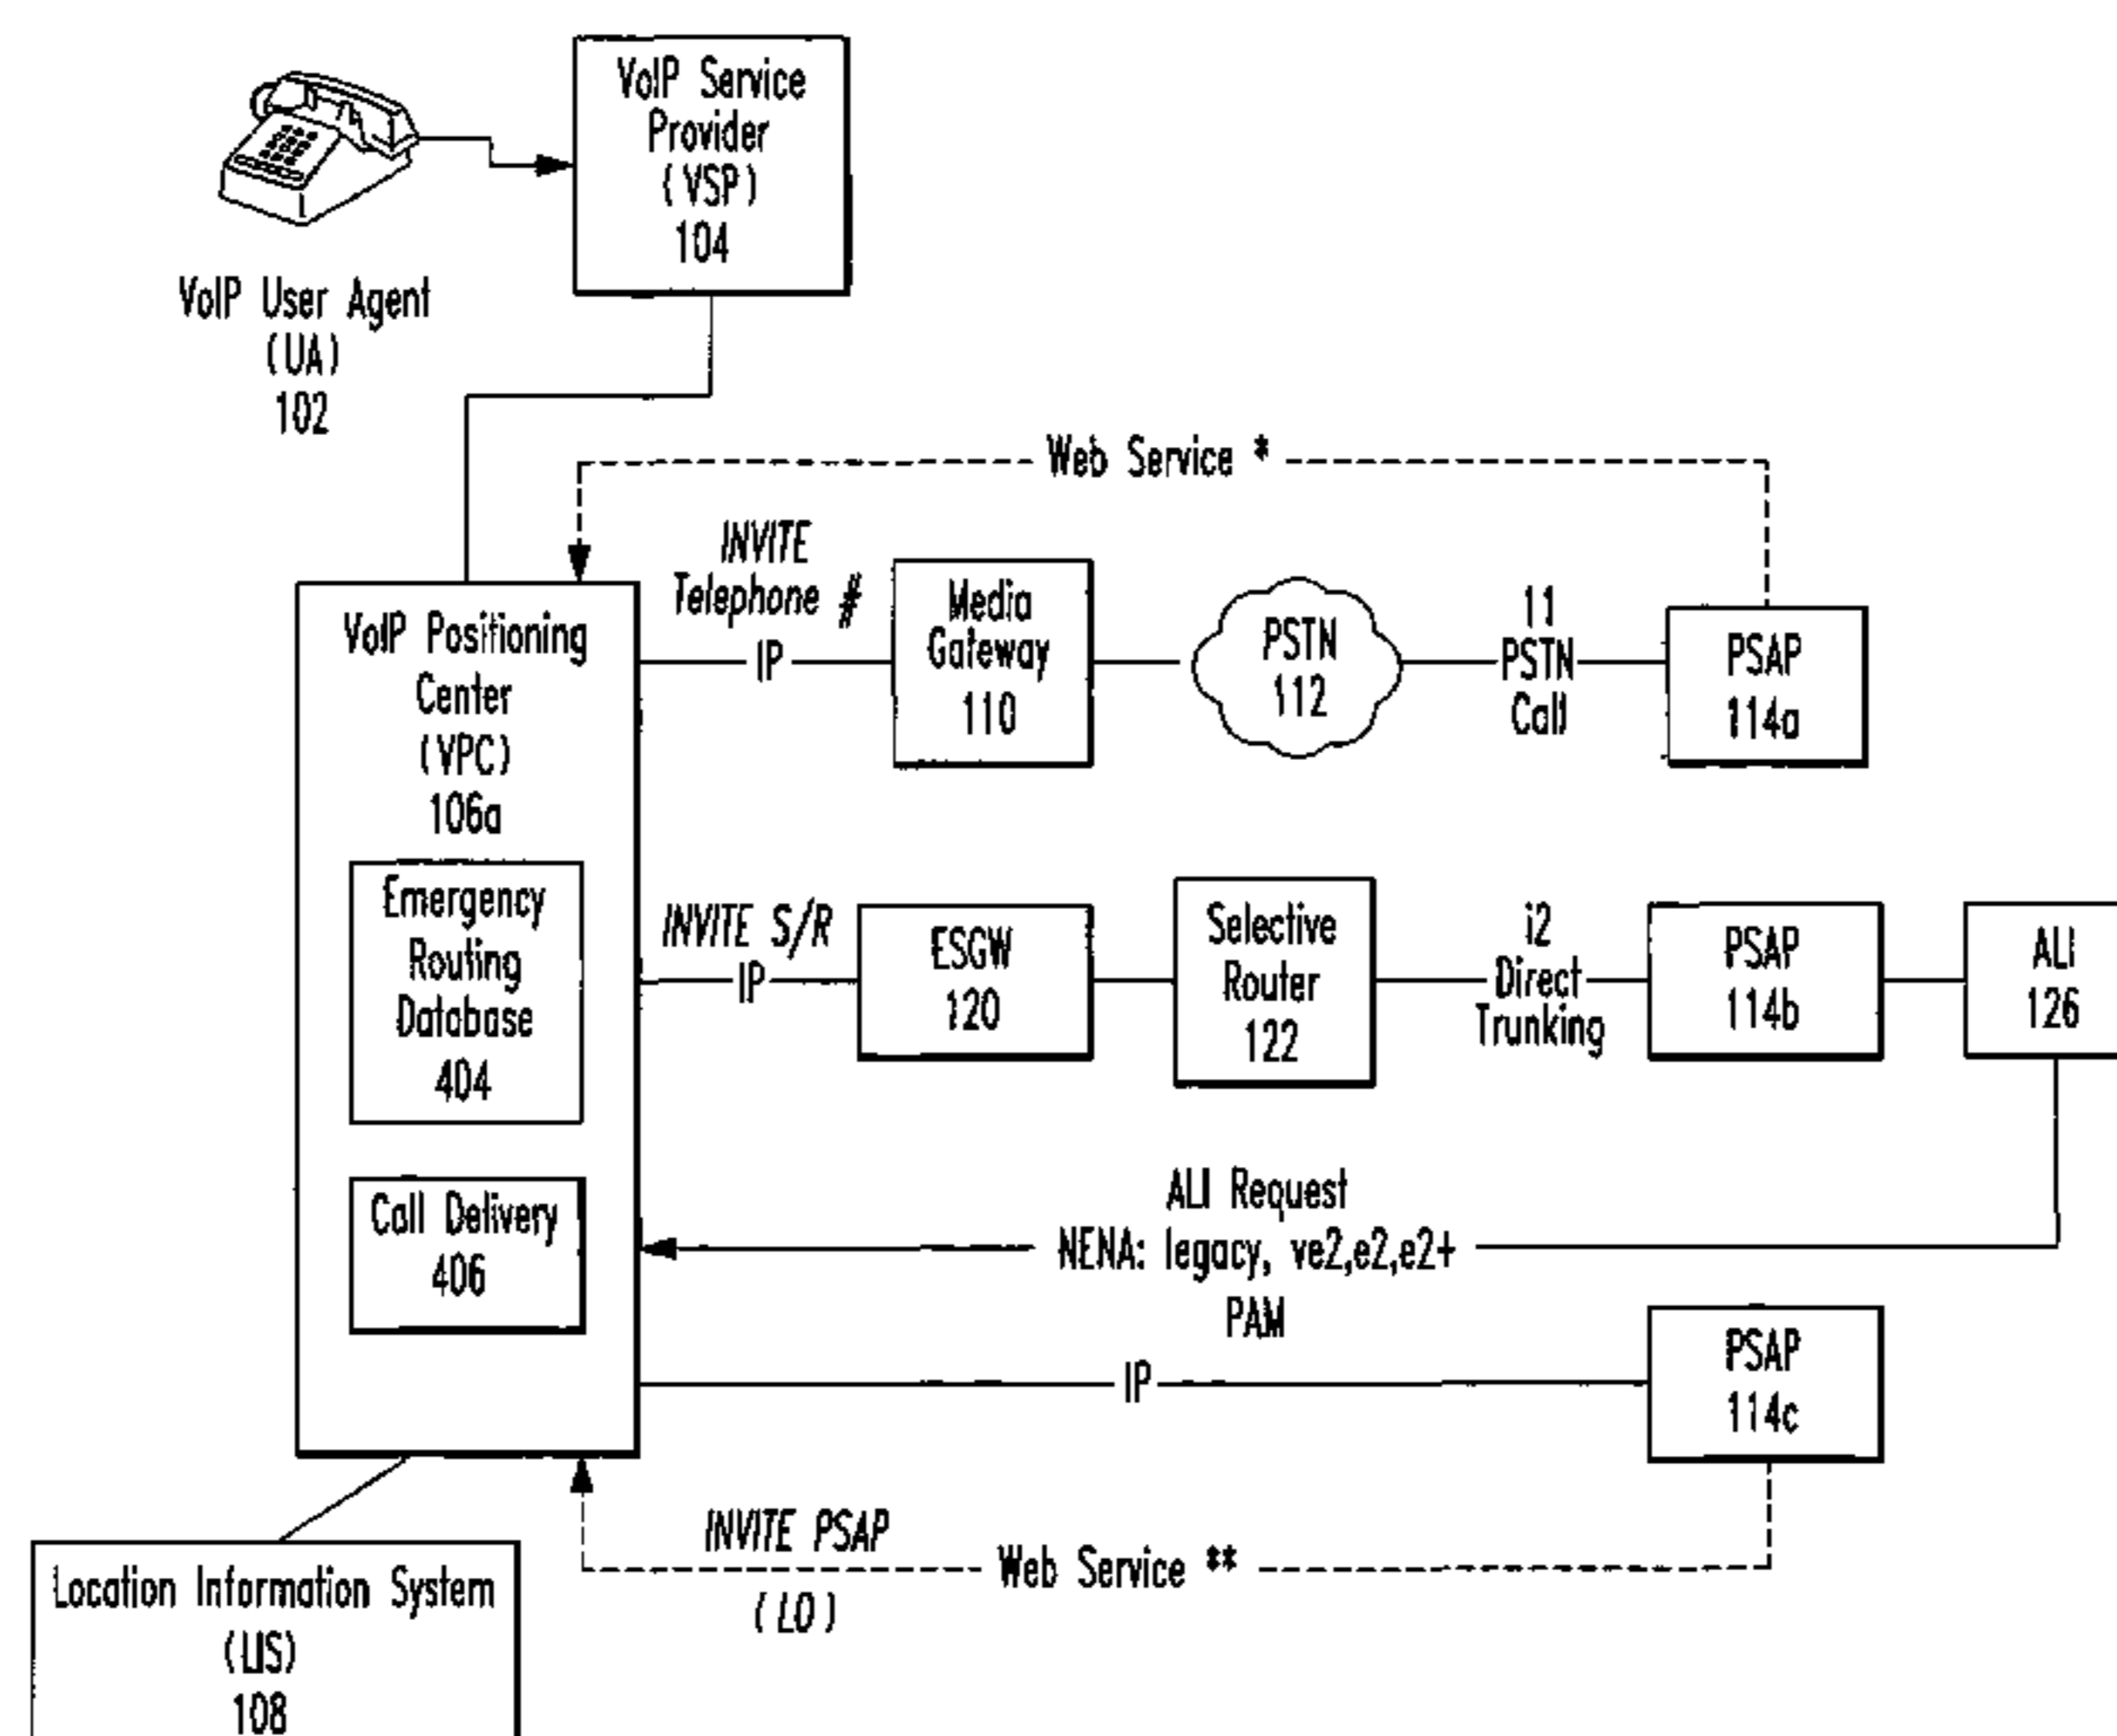 VoIP Service
Provider
(VSP)
104
VoIP User Agent
(UA)
102
Web Service *
INVITE
Telephone #
IP
Media
Gateway
110
PSTN
112
11
PSTN
Call
PSAP
114a
VoIP Positioning
Center
(VPC)
106a
Emergency
Routing
Database
404
Call Delivery
406
INVITE S/R
IP
ESGW
120
Selective
Router
122
i2
Direct
Trunking
PSAP
114b
ALI
126
ALI Request
NENA: legacy, ve2,e2,e2+
PAM
IP
PSAP
114c
INVITE PSAP
Web Service **
(LO)
Location Information System
(LIS)
108